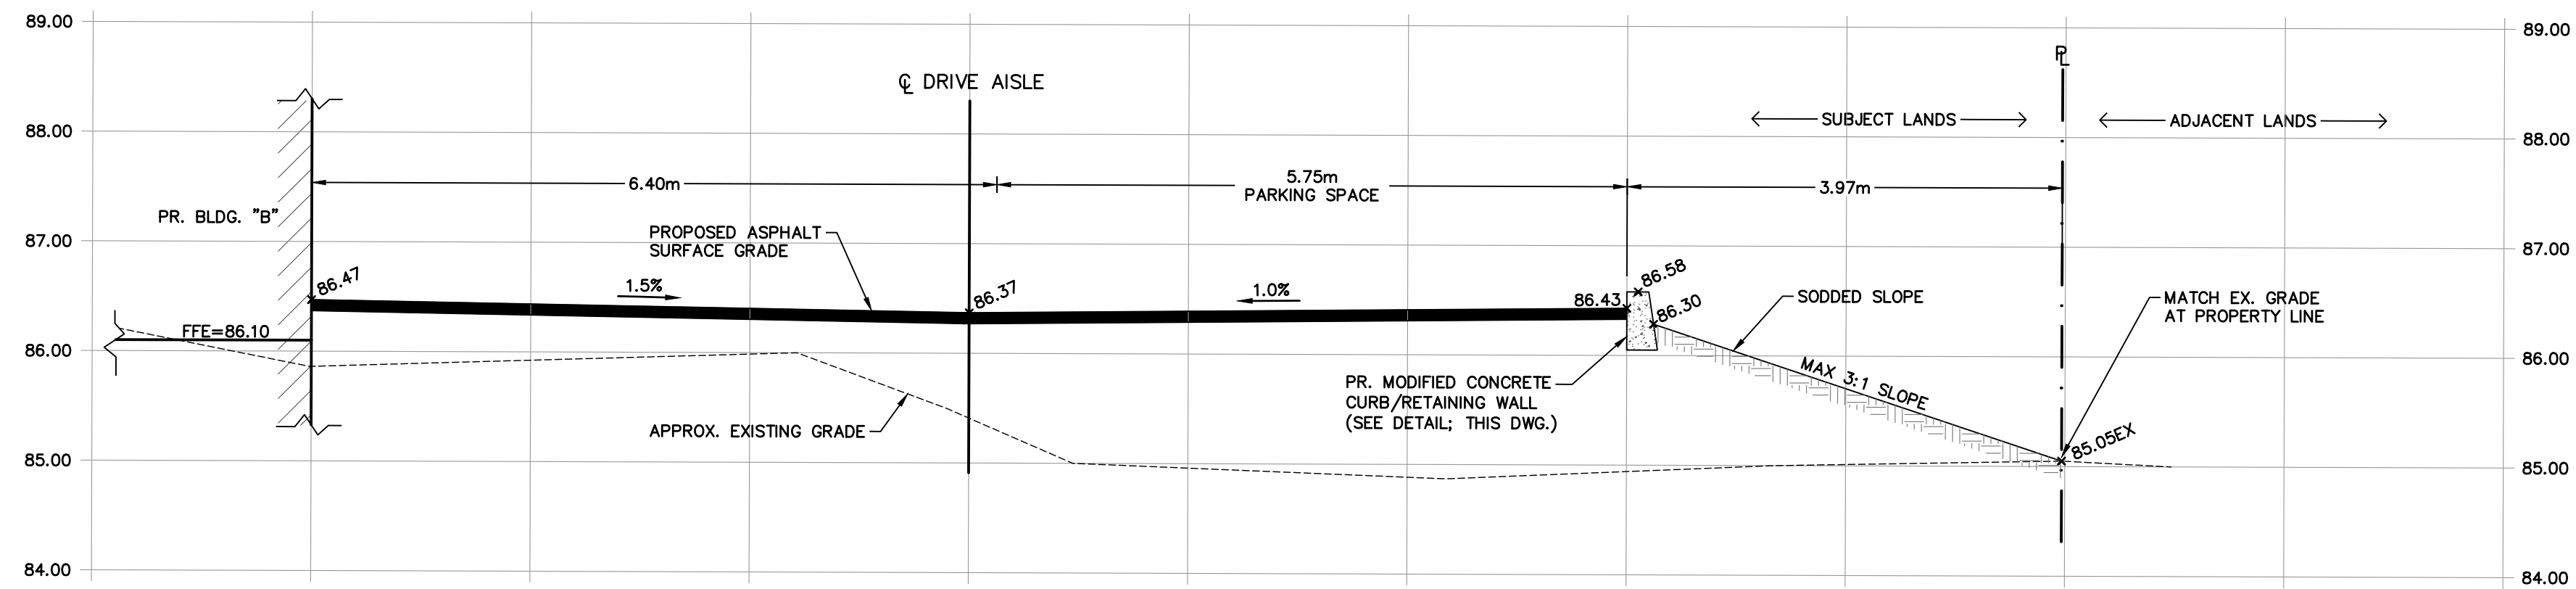 89.00
89.00
℄ DRIVE AISLE
PL
88.00
SUBJECT LANDS
ADJACENT LANDS
88.00
6.40m
5.75m
PARKING SPACE
3.97m
PR. BLDG. "B"
87.00
PROPOSED ASPHALT
SURFACE GRADE
87.00
86.47
1.5%
86.37
1.0%
86.43
86.58
86.30
SODDED SLOPE
MATCH EX. GRADE
AT PROPERTY LINE
FFE=86.10
86.00
86.00
MAX 3:1 SLOPE
PR. MODIFIED CONCRETE
CURB/RETAINING WALL
(SEE DETAIL; THIS DWG.)
APPROX. EXISTING GRADE
85.05EX
85.00
85.00
84.00
84.00